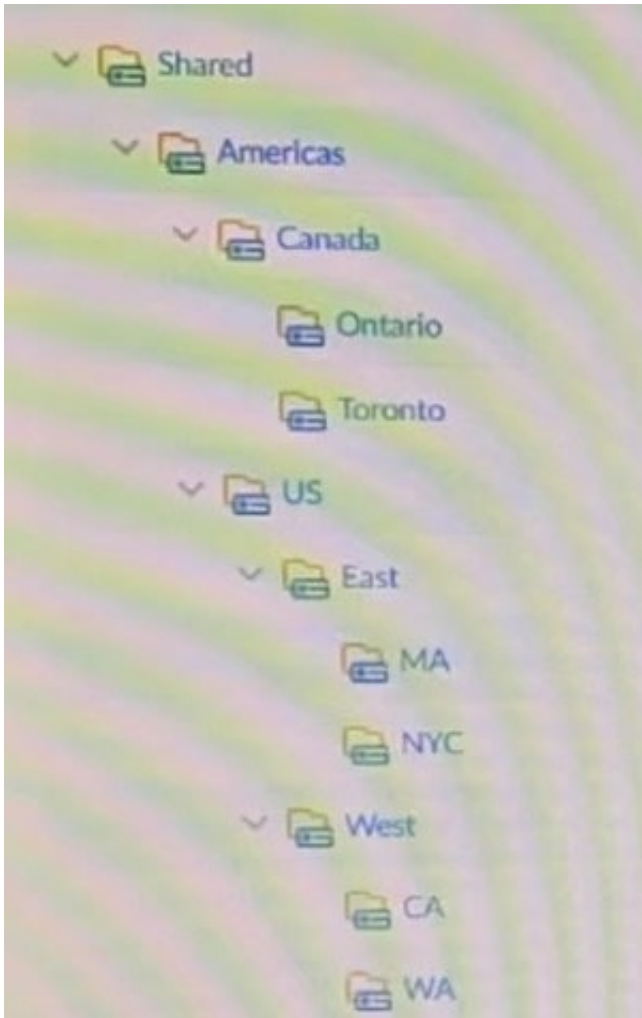 Shared
Americas
Canada
Ontario
Toronto
US
East
MA
NYC
West
CA
WA